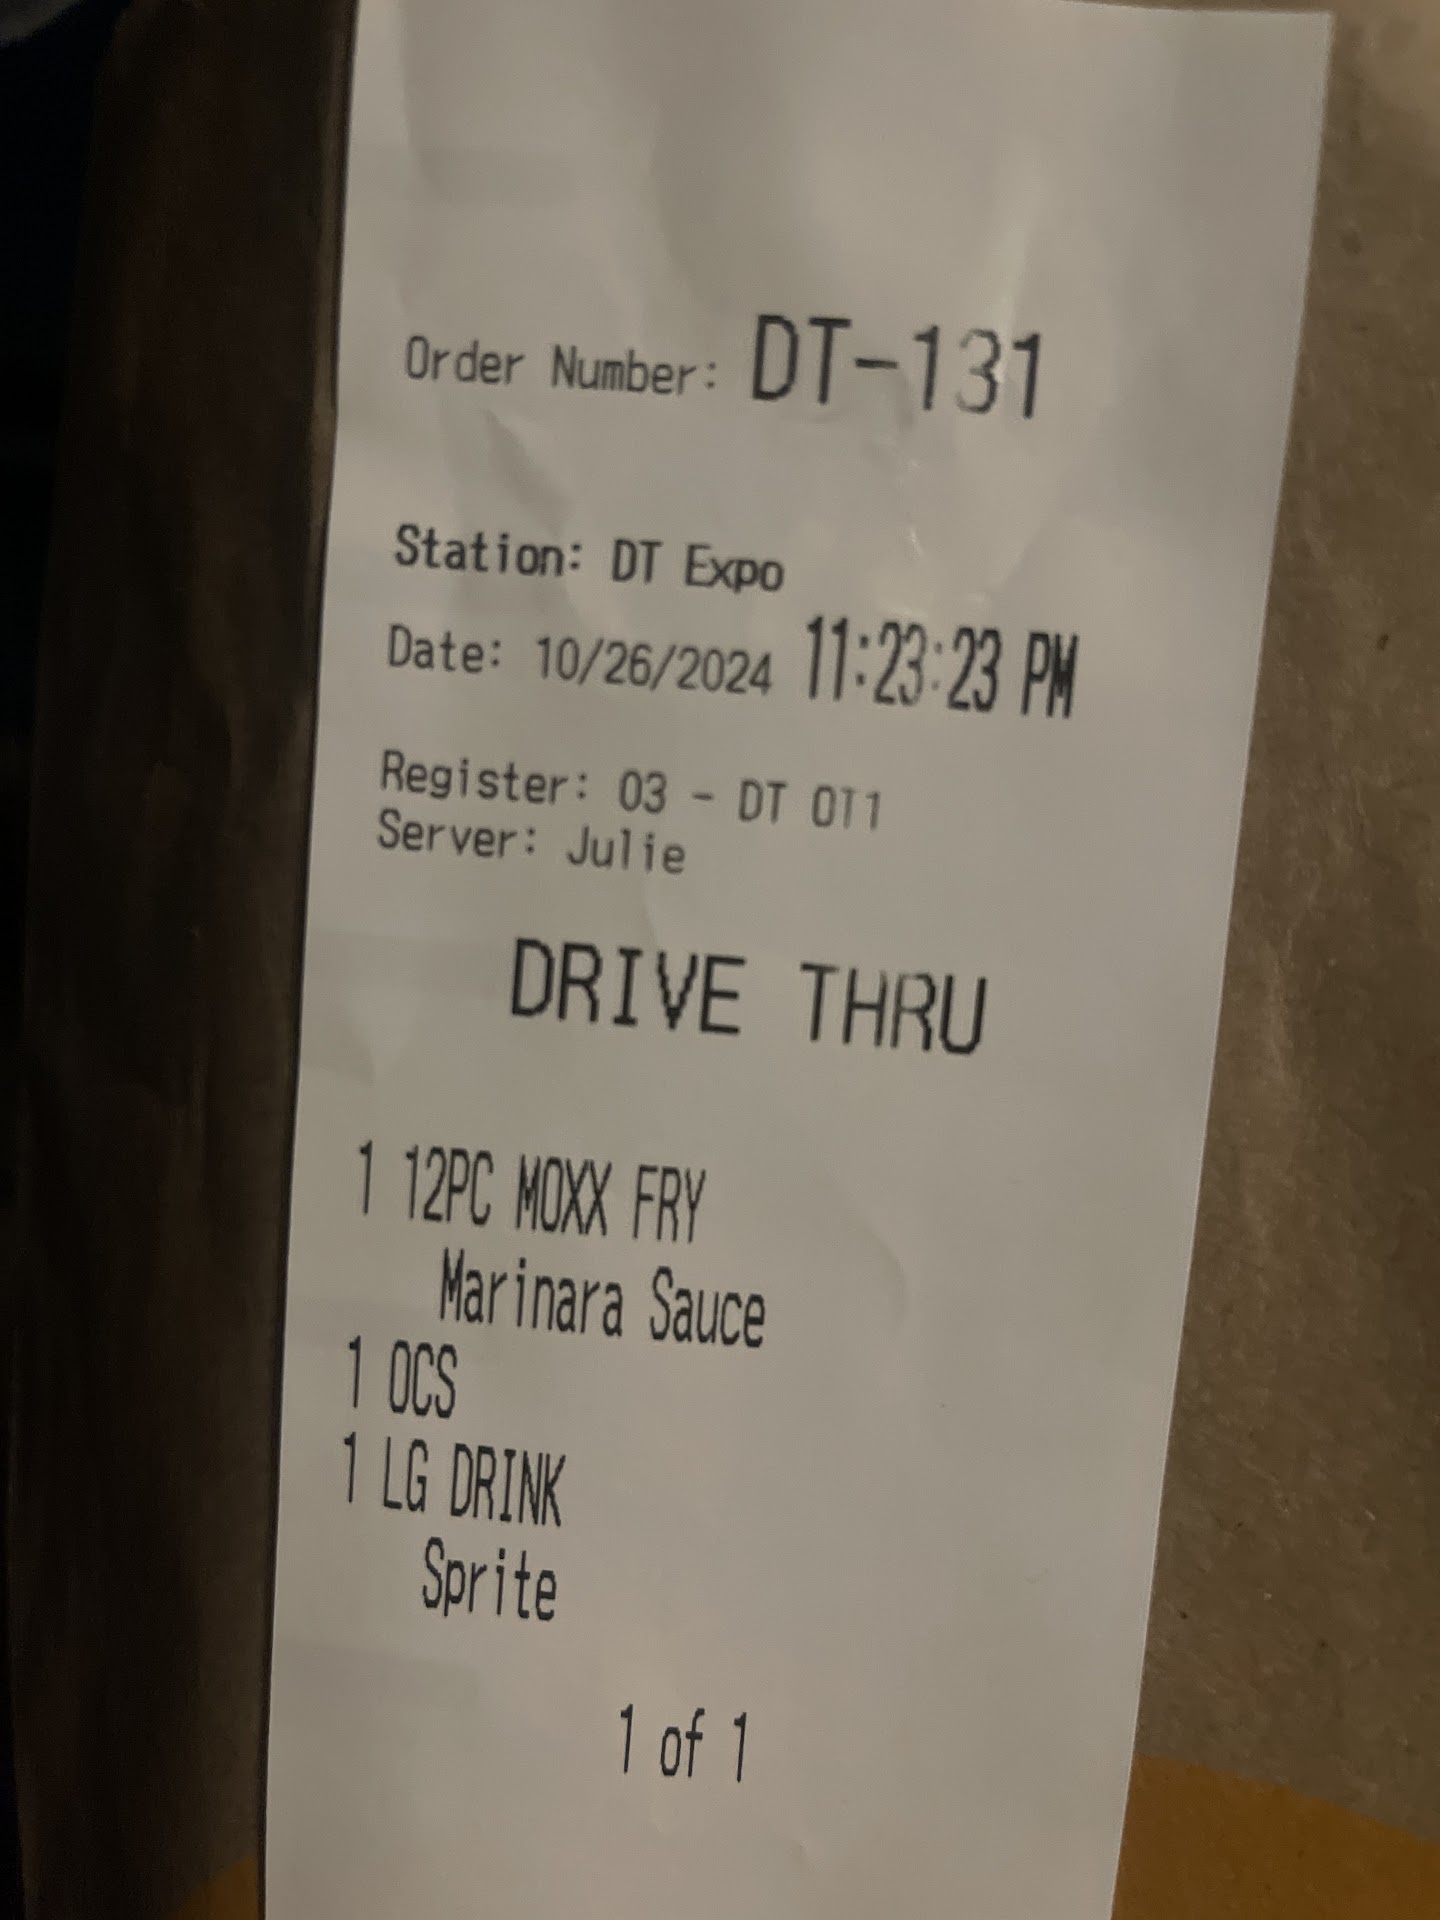 Order Number: DT-131
Station: DT Expo
Date: 10/26/2024 11:23:23 PM
Register: 03 - DT OT1
Server: Julie
DRIVE THRU
1 12PC MOXX FRY
Marinara Sauce
1 OCS
1 LG DRINK
Sprite
1 of 1